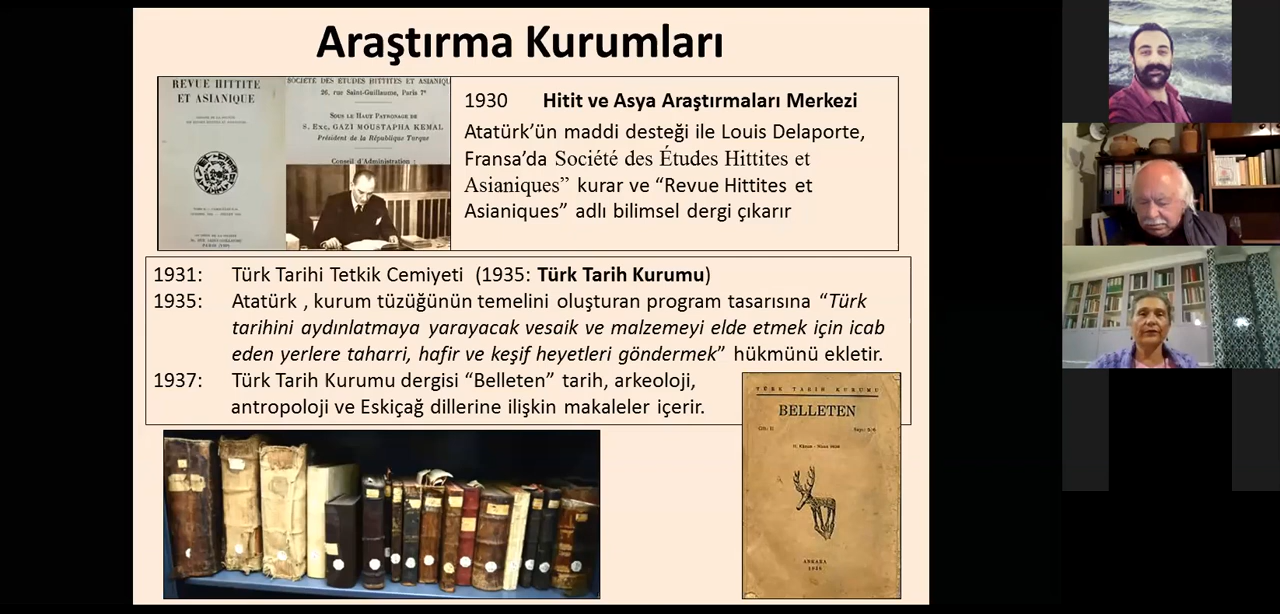 Araştırma Kurumları
REVUE HITTITE
ET ASIANIQUE
SOCIÉTÉ DES ÉTUDES HITTITES ET ASIANIQU
26, rue Saint-Guillaume, Paris 7ᵉ
SOUS LE HAUT PATRONAGE DE
S. EXC. GAZI MOUSTAPHA KEMAL
Président de la République Turque
Conseil d'Administration :
1930 Hitit ve Asya Araştırmaları Merkezi
Atatürk'ün maddi desteği ile Louis Delaporte,
Fransa'da Société des Études Hittites et
Asianiques” kurar ve “Revue Hittites et
Asianiques” adlı bilimsel dergi çıkarır
1931: Türk Tarihi Tetkik Cemiyeti (1935: Türk Tarih Kurumu)
1935: Atatürk , kurum tüzüğünün temelini oluşturan program tasarısına “Türk
tarihini aydınlatmaya yarayacak vesaik ve malzemeyi elde etmek için icab
eden yerlere taharri, hafir ve keşif heyetleri göndermek” hükmünü ekletir.
1937: Türk Tarih Kurumu dergisi “Belleten” tarih, arkeoloji,
antropoloji ve Eskiçağ dillerine ilişkin makaleler içerir.
TÜRK TARİH KURUMU
BELLETEN
ANKARA